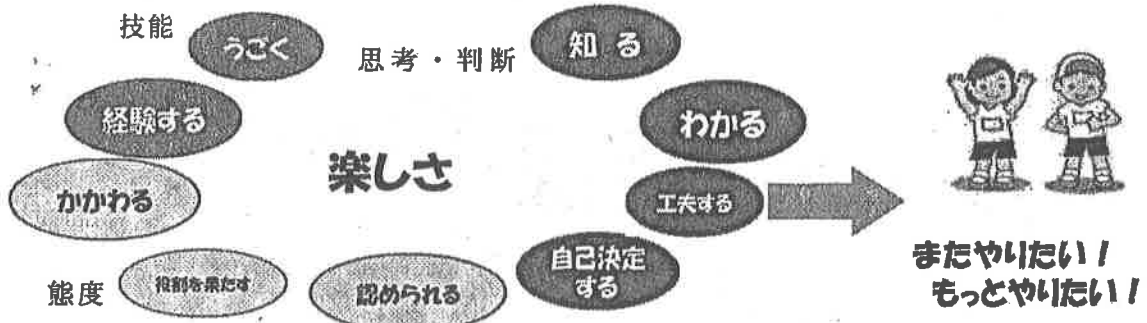 技能
うごく
思考・判断
知る
経験する
わかる
楽しさ
かかわる
工夫する
自己決定
する
態度
役割を果たす
認められる
またやりたい！
もっとやりたい！